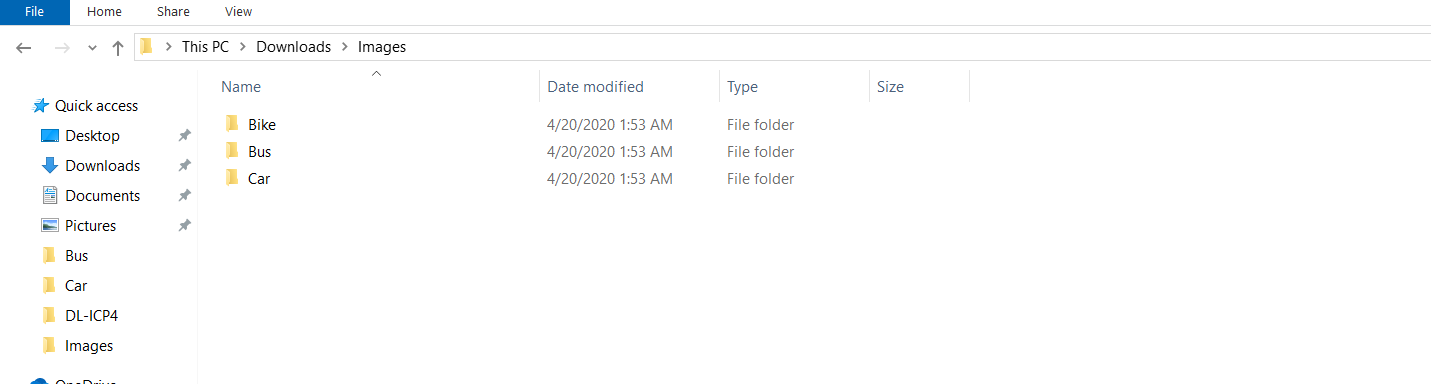 File Home Share View
This PC Downloads Images
Name Date modified Type Size
Quick access
Desktop
Downloads
Documents
Pictures
Bus
Car
DL-ICP4
Images
OneDrive
Bike 4/20/2020 1:53 AM File folder
Bus 4/20/2020 1:53 AM File folder
Car 4/20/2020 1:53 AM File folder